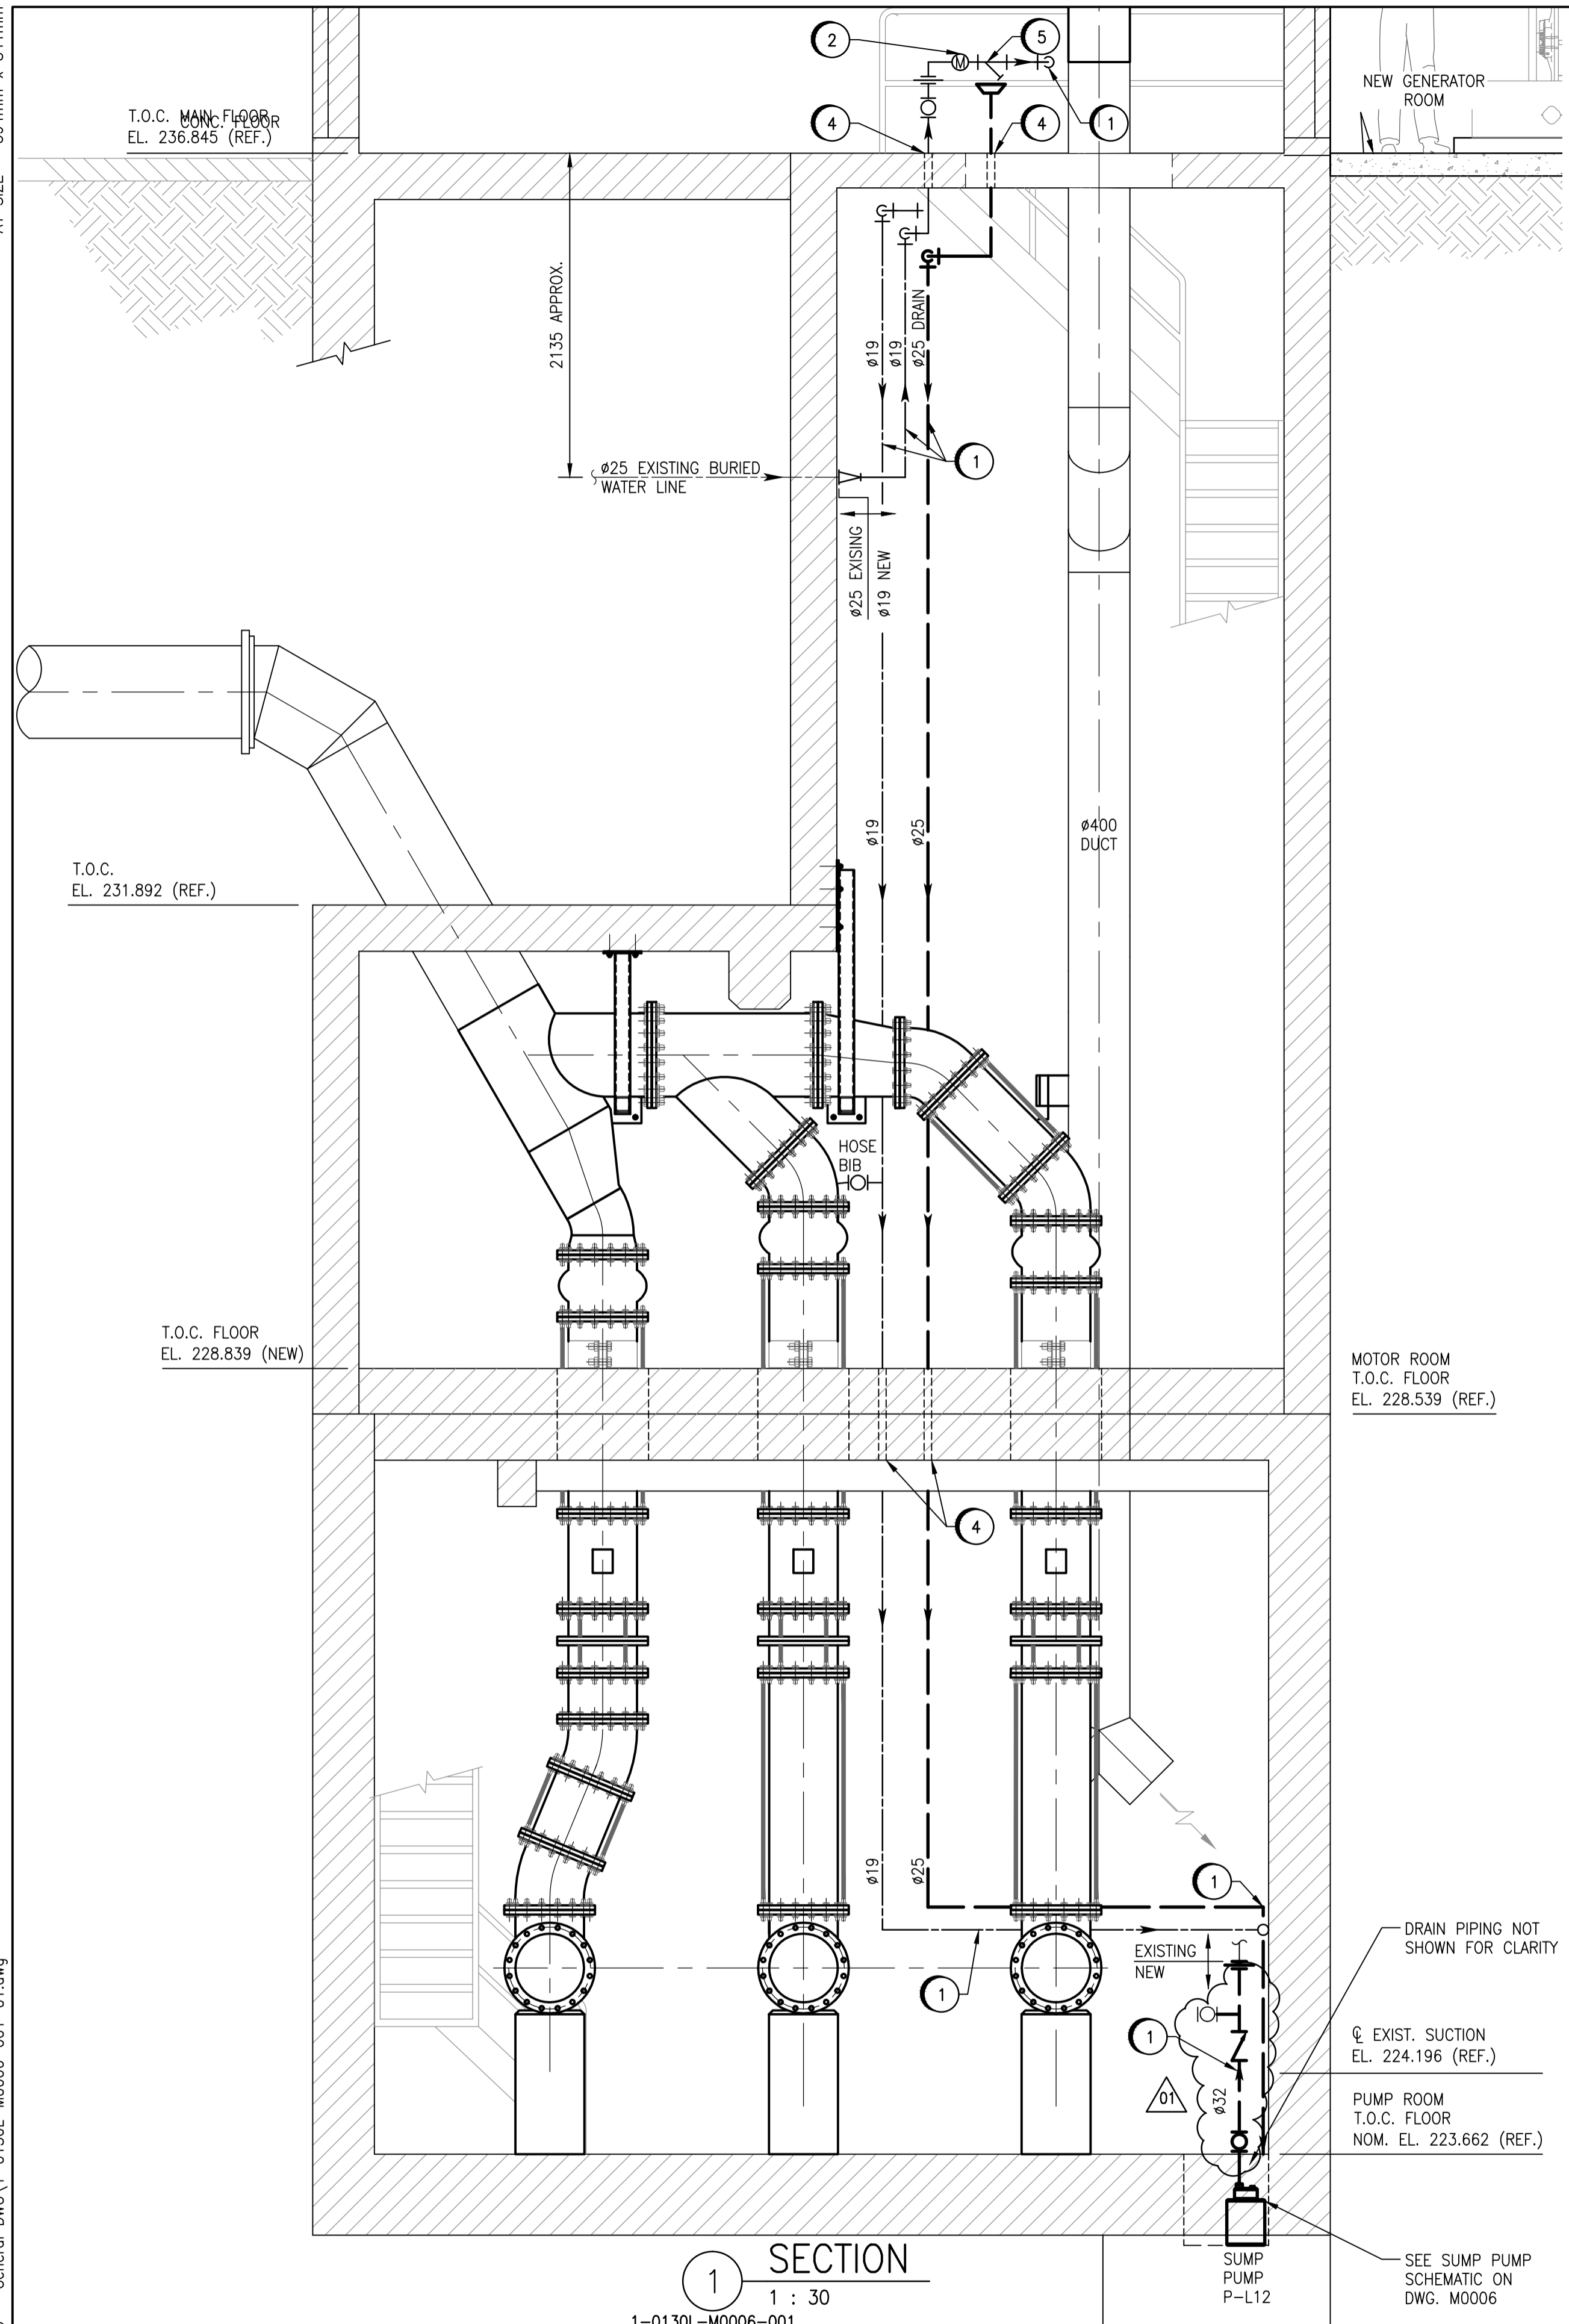 2
5
M
4
4
1
NEW GENERATOR
ROOM
T.O.C. MAIN FLOOR
CONC. FLOOR
EL. 236.845 (REF.)
2135 APPROX.
ø19
ø19
ø25 DRAIN
1
ø25 EXISTING BURIED
WATER LINE
ø25 EXISING
ø19 NEW
ø19
ø25
ø400
DUCT
T.O.C.
EL. 231.892 (REF.)
HOSE
BIB
T.O.C. FLOOR
EL. 228.839 (NEW)
MOTOR ROOM
T.O.C. FLOOR
EL. 228.539 (REF.)
4
ø19
ø25
1
DRAIN PIPING NOT
SHOWN FOR CLARITY
EXISTING
NEW
1
1
℄ EXIST. SUCTION
EL. 224.196 (REF.)
01
ø32
PUMP ROOM
T.O.C. FLOOR
NOM. EL. 223.662 (REF.)
SUMP
PUMP
P-L12
SEE SUMP PUMP
SCHEMATIC ON
DWG. M0006
1
SECTION
1 : 30
1-0130L-M0006-001